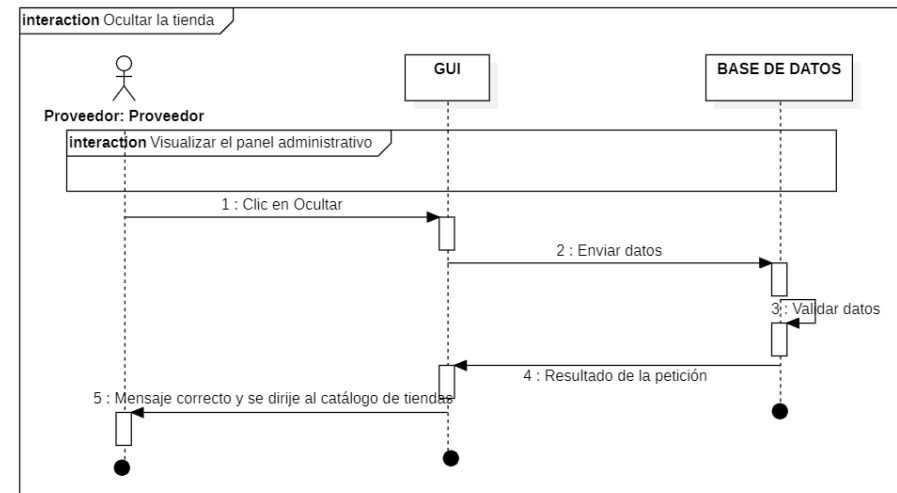 interaction Ocultar la tienda
GUI
BASE DE DATOS
Proveedor: Proveedor
interaction Visualizar el panel administrativo
1 : Clic en Ocultar
2 : Enviar datos
3 : Validar datos
4 : Resultado de la petición
5 : Mensaje correcto y se dirije al catálogo de tiendas